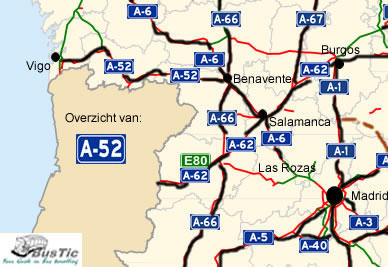 A-6
A-66
A-67
Burgos
Vigo
A-52
A-6
A-52
Benavente
A-62
A-1
Overzicht van:
A-66
Salamanca
A-52
A-6
A-62
A-1
E80
A-62
Las Rozas
Madrid
A-66
A-3
A-5
A-40
BusTic